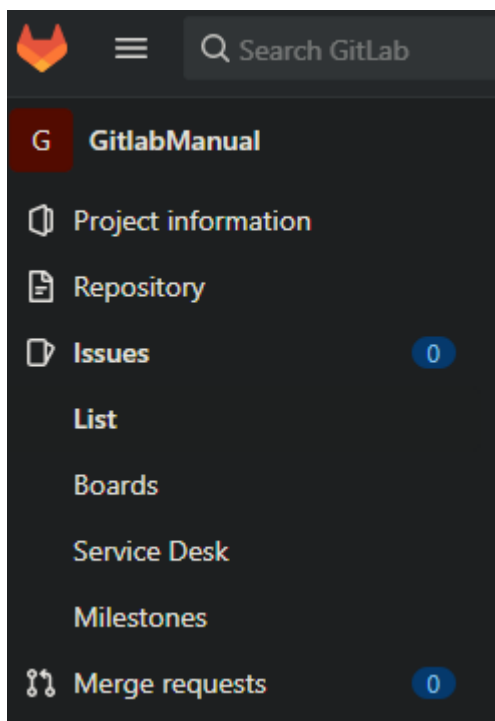 Search GitLab
G GitlabManual
Project information
Repository
Issues 0
List
Boards
Service Desk
Milestones
Merge requests 0